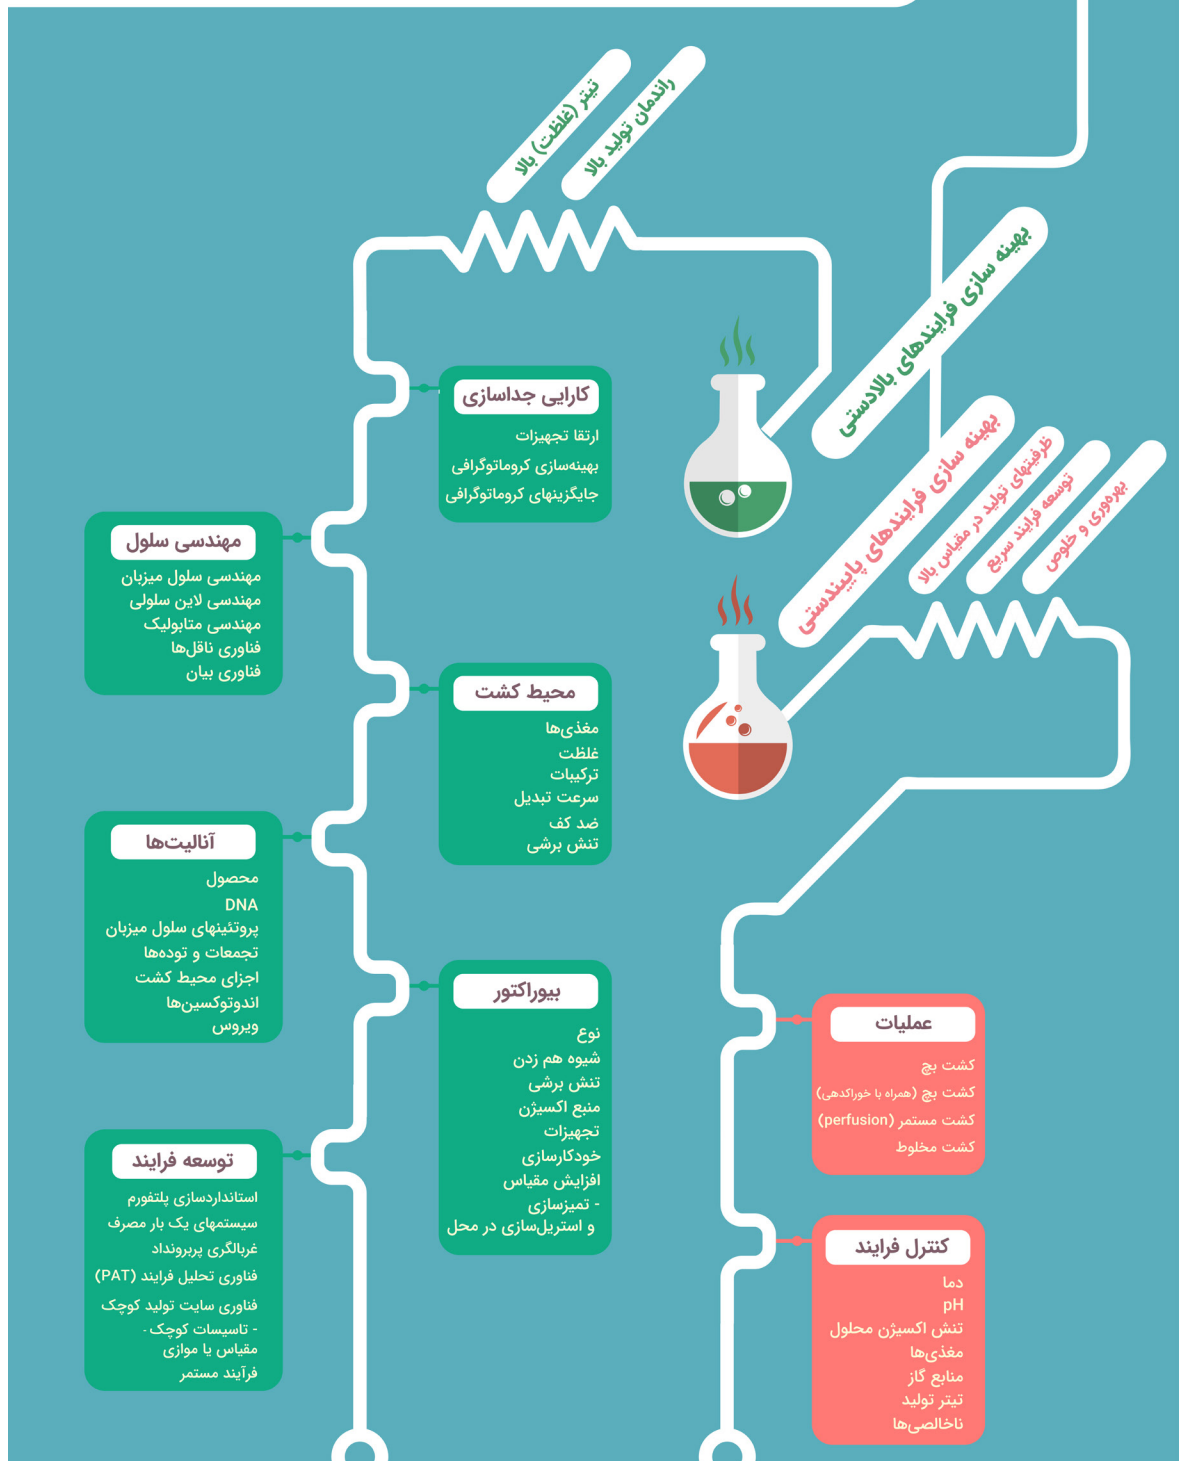 تیتر (غلظت) بالا
راندمان تولید بالا
بهینه سازی فرایندهای بالادستی
بهینه سازی فرایندهای پاییندستی
ظرفیتهای تولید در مقیاس بالا
توسعه فرایند سریع
بهره‌وری و خلوص
کارایی جداسازی
ارتقا تجهیزات
بهینه‌سازی کروماتوگرافی
جایگزینهای کروماتوگرافی
مهندسی سلول
مهندسی سلول میزبان
مهندسی لاین سلولی
مهندسی متابولیک
فناوری ناقل‌ها
فناوری بیان
محیط کشت
مغذی‌ها
غلظت
ترکیبات
سرعت تبدیل
ضد کف
تنش برشی
آنالیت‌ها
محصول
DNA
پروتئینهای سلول میزبان
تجمعات و توده‌ها
اجزای محیط کشت
اندوتوکسین‌ها
ویروس
بیوراکتور
نوع
شیوه هم زدن
تنش برشی
منبع اکسیژن
تجهیزات
خودکارسازی
افزایش مقیاس
- تمیزسازی
و استریل‌سازی در محل
توسعه فرایند
استانداردسازی پلتفورم
سیستمهای یک بار مصرف
غربالگری پربرونداد
فناوری تحلیل فرایند (PAT)
فناوری سایت تولید کوچک
- تاسیسات کوچک-
مقیاس یا موازی
فرآیند مستمر
عملیات
کشت بچ
کشت بچ (همراه با خوراکدهی)
کشت مستمر (perfusion)
کشت مخلوط
کنترل فرایند
دما
pH
تنش اکسیژن محلول
مغذی‌ها
منابع گاز
تیتر تولید
ناخالصی‌ها